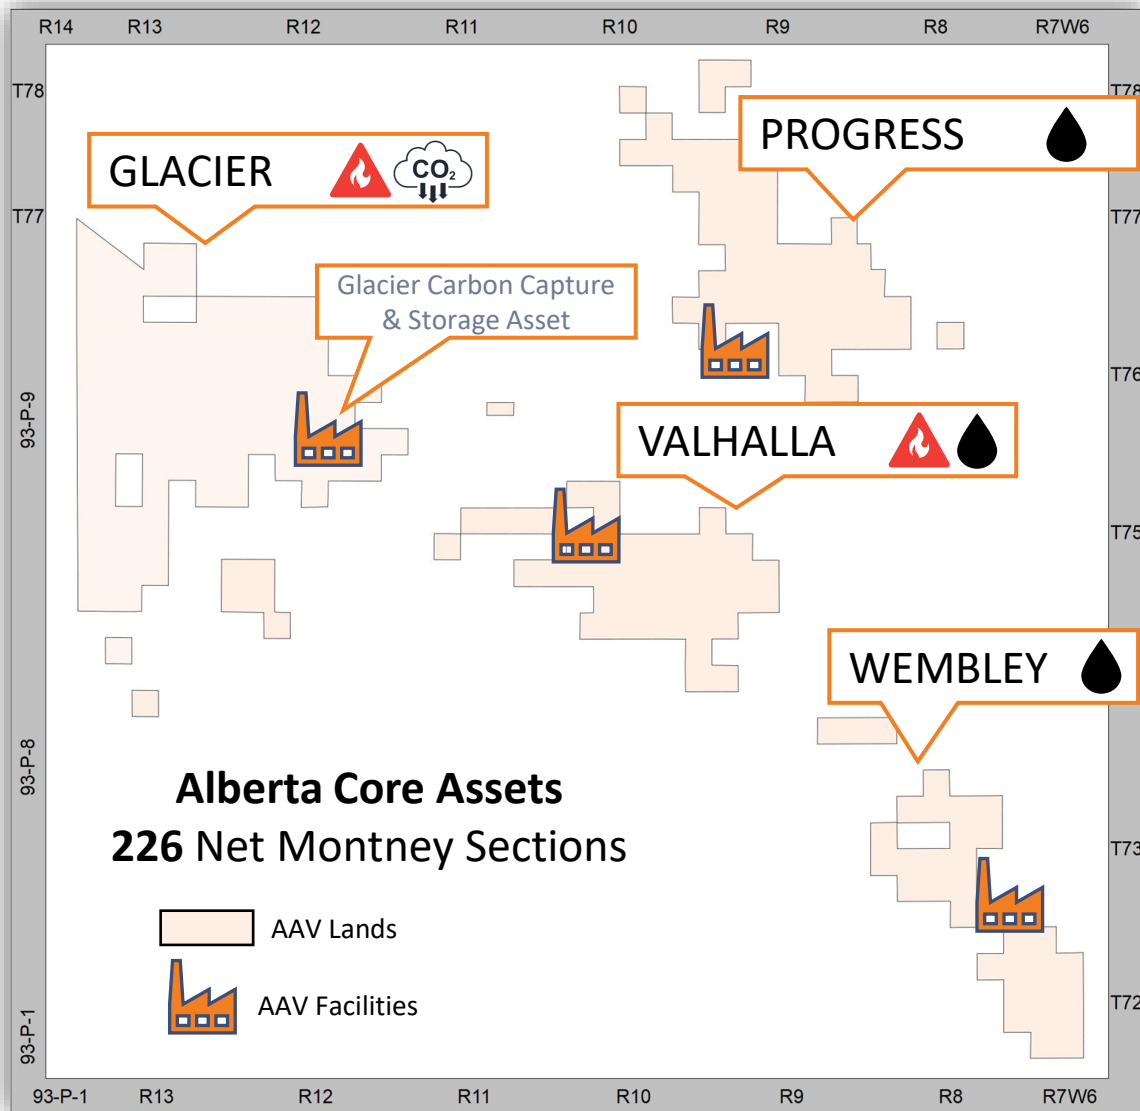 R14 R13 R12 R11 R10 R9 R8 R7W6
T78
T78
PROGRESS
GLACIER
CO₂
T77
T77
Glacier Carbon Capture
& Storage Asset
T76
93-P-9
VALHALLA
T75
WEMBLEY
93-P-8
Alberta Core Assets
226 Net Montney Sections
T73
AAV Lands
AAV Facilities
T72
93-P-1
93-P-1 R13 R12 R11 R10 R9 R8 R7W6